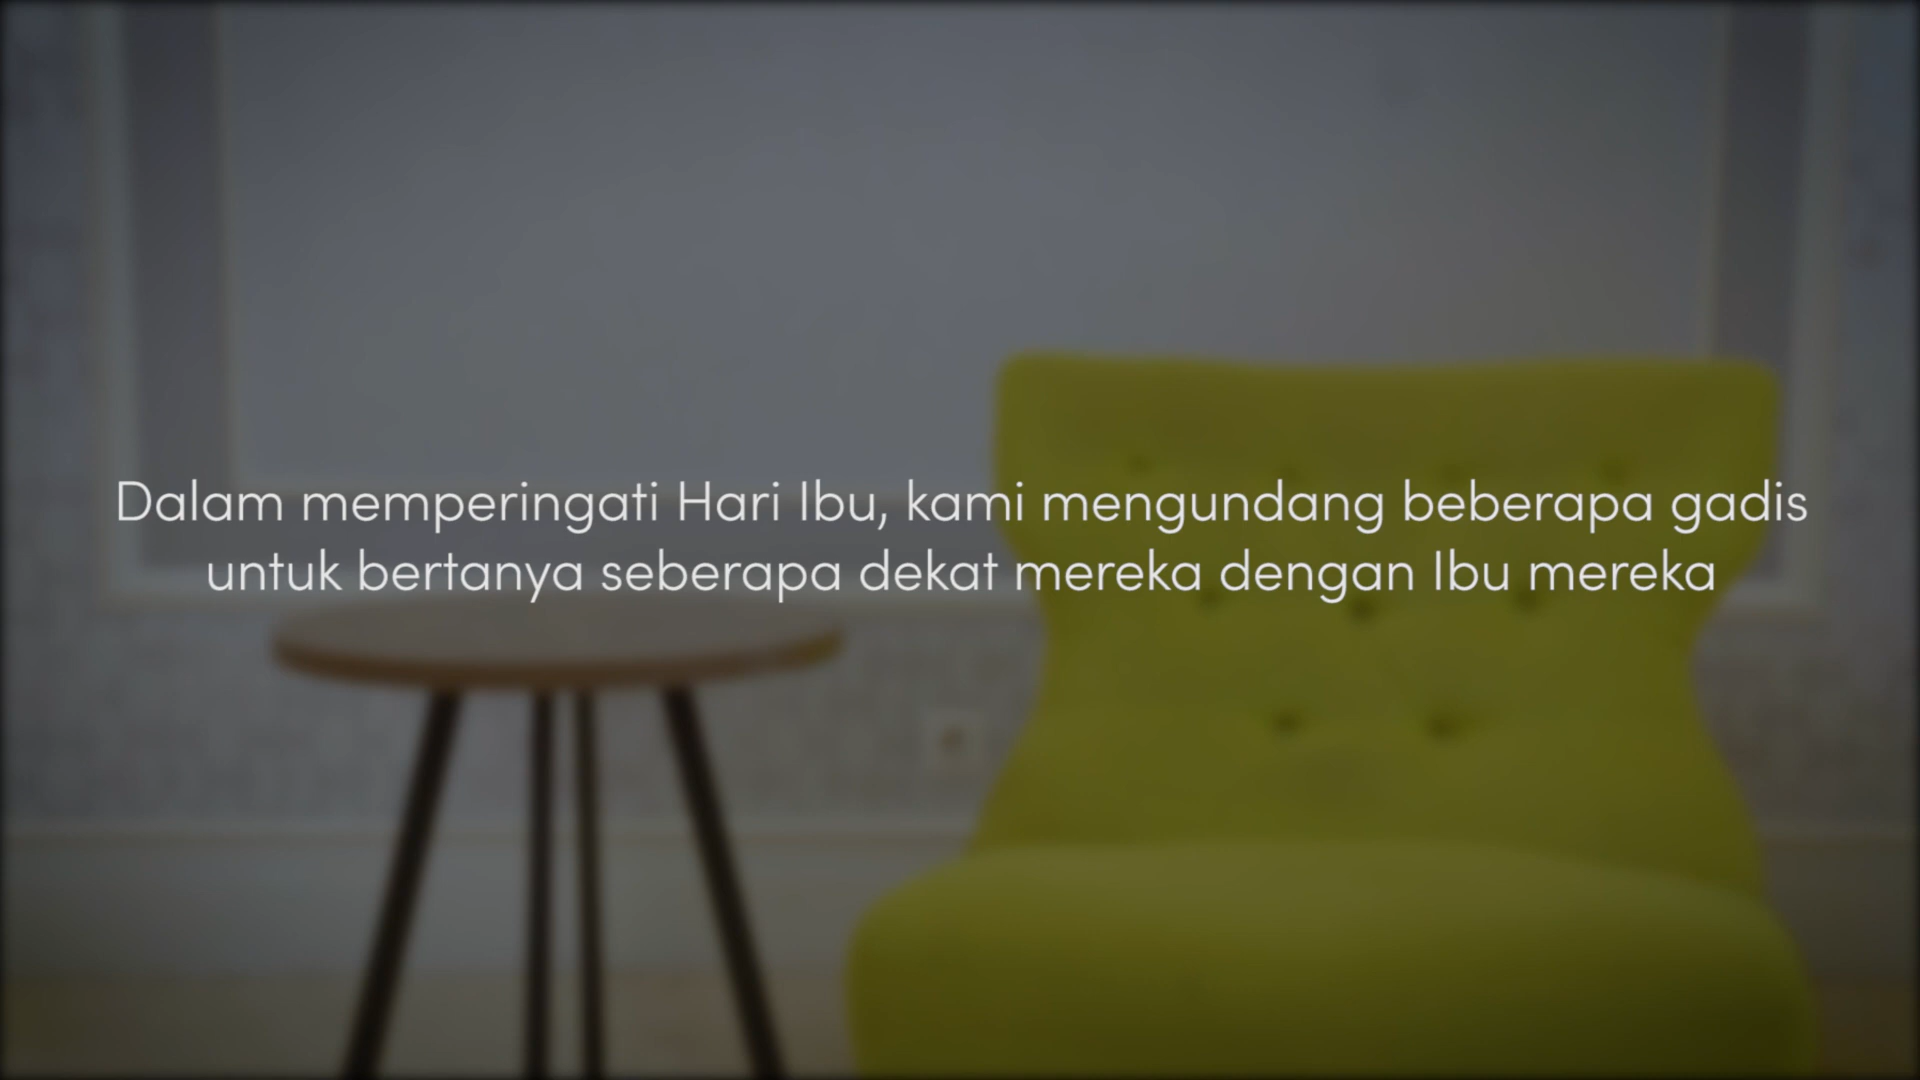 Dalam memperingati Hari Ibu, kami mengundang beberapa gadis
untuk bertanya seberapa dekat mereka dengan Ibu mereka